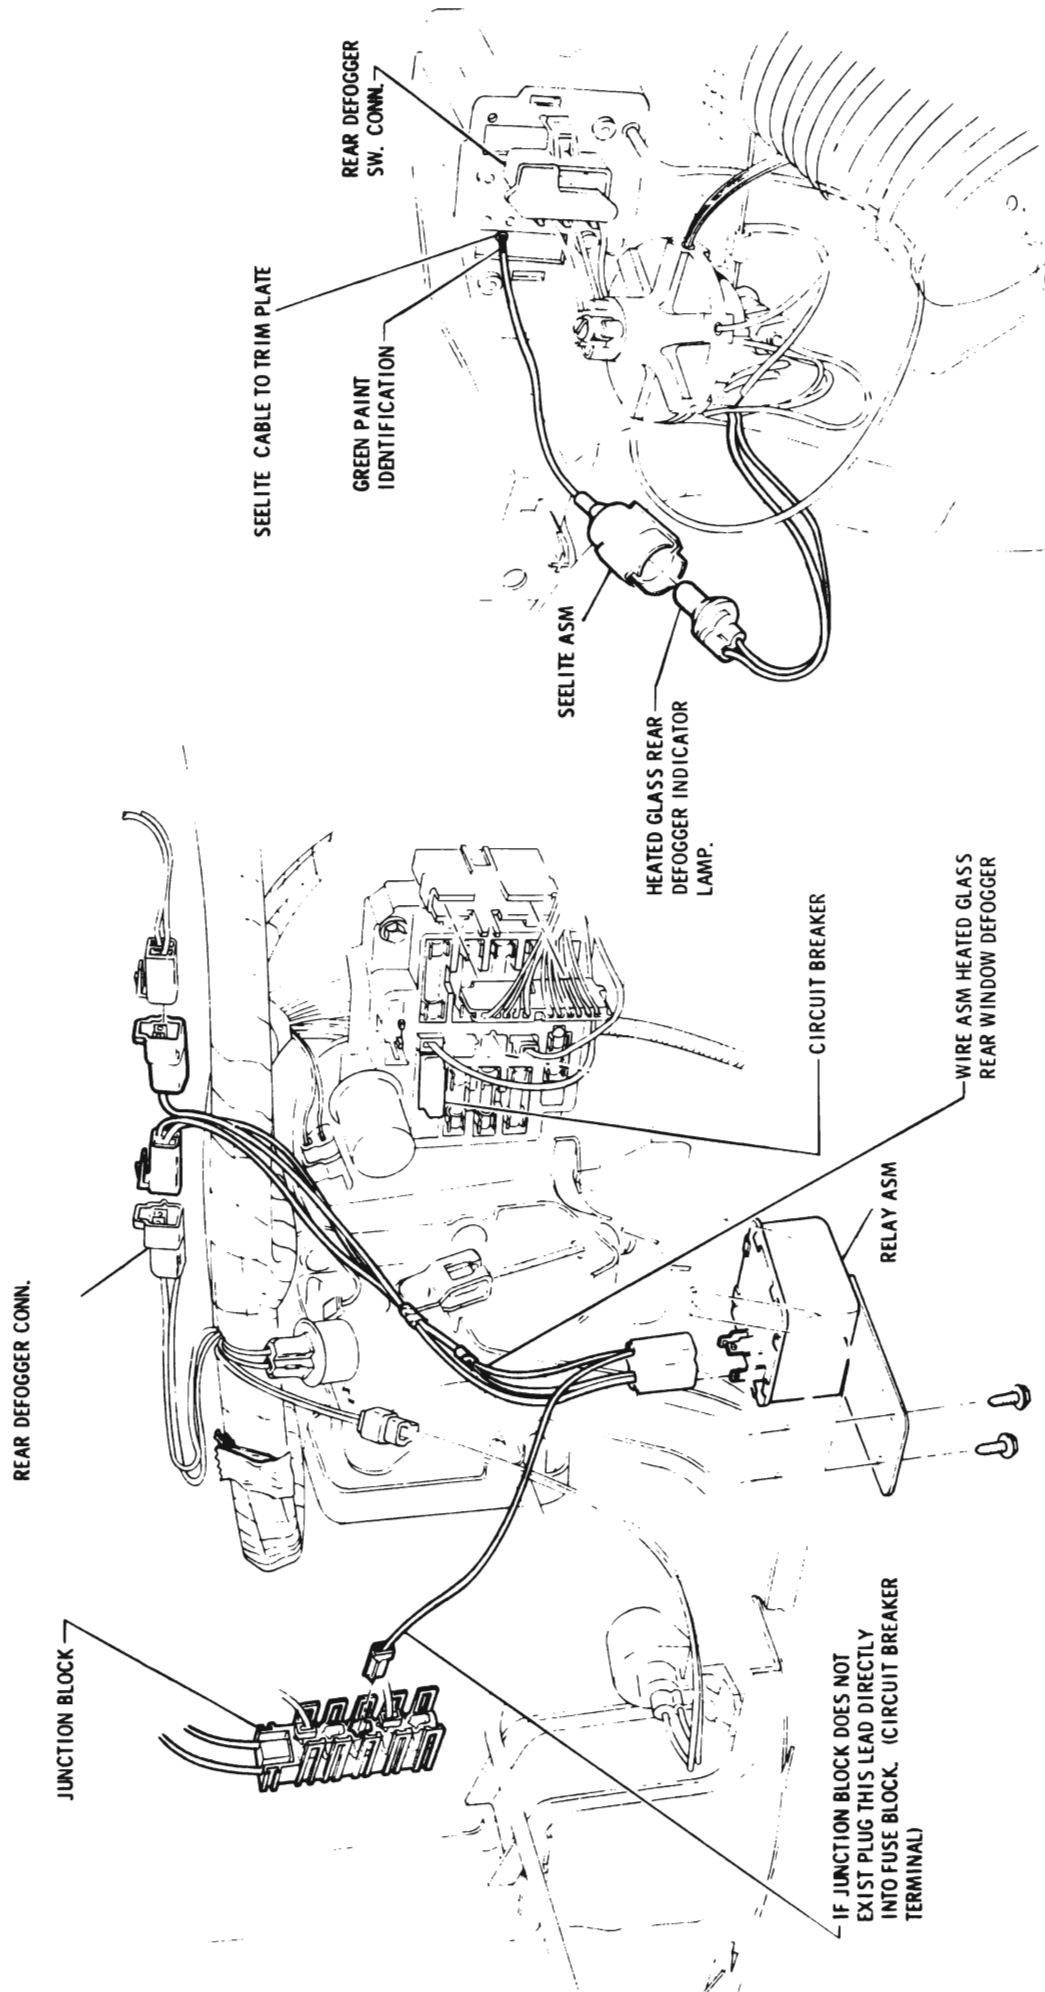 REAR DEFOGGER CONN.
JUNCTION BLOCK
IF JUNCTION BLOCK DOES NOT
EXIST PLUG THIS LEAD DIRECTLY
INTO FUSE BLOCK. (CIRCUIT BREAKER
TERMINAL)
RELAY ASM
WIRE ASM HEATED GLASS
REAR WINDOW DEFOGGER
CIRCUIT BREAKER
SEELITE CABLE TO TRIM PLATE
REAR DEFOGGER
SW. CONN.
GREEN PAINT
IDENTIFICATION
SEELITE ASM
HEATED GLASS REAR
DEFOGGER INDICATOR
LAMP.